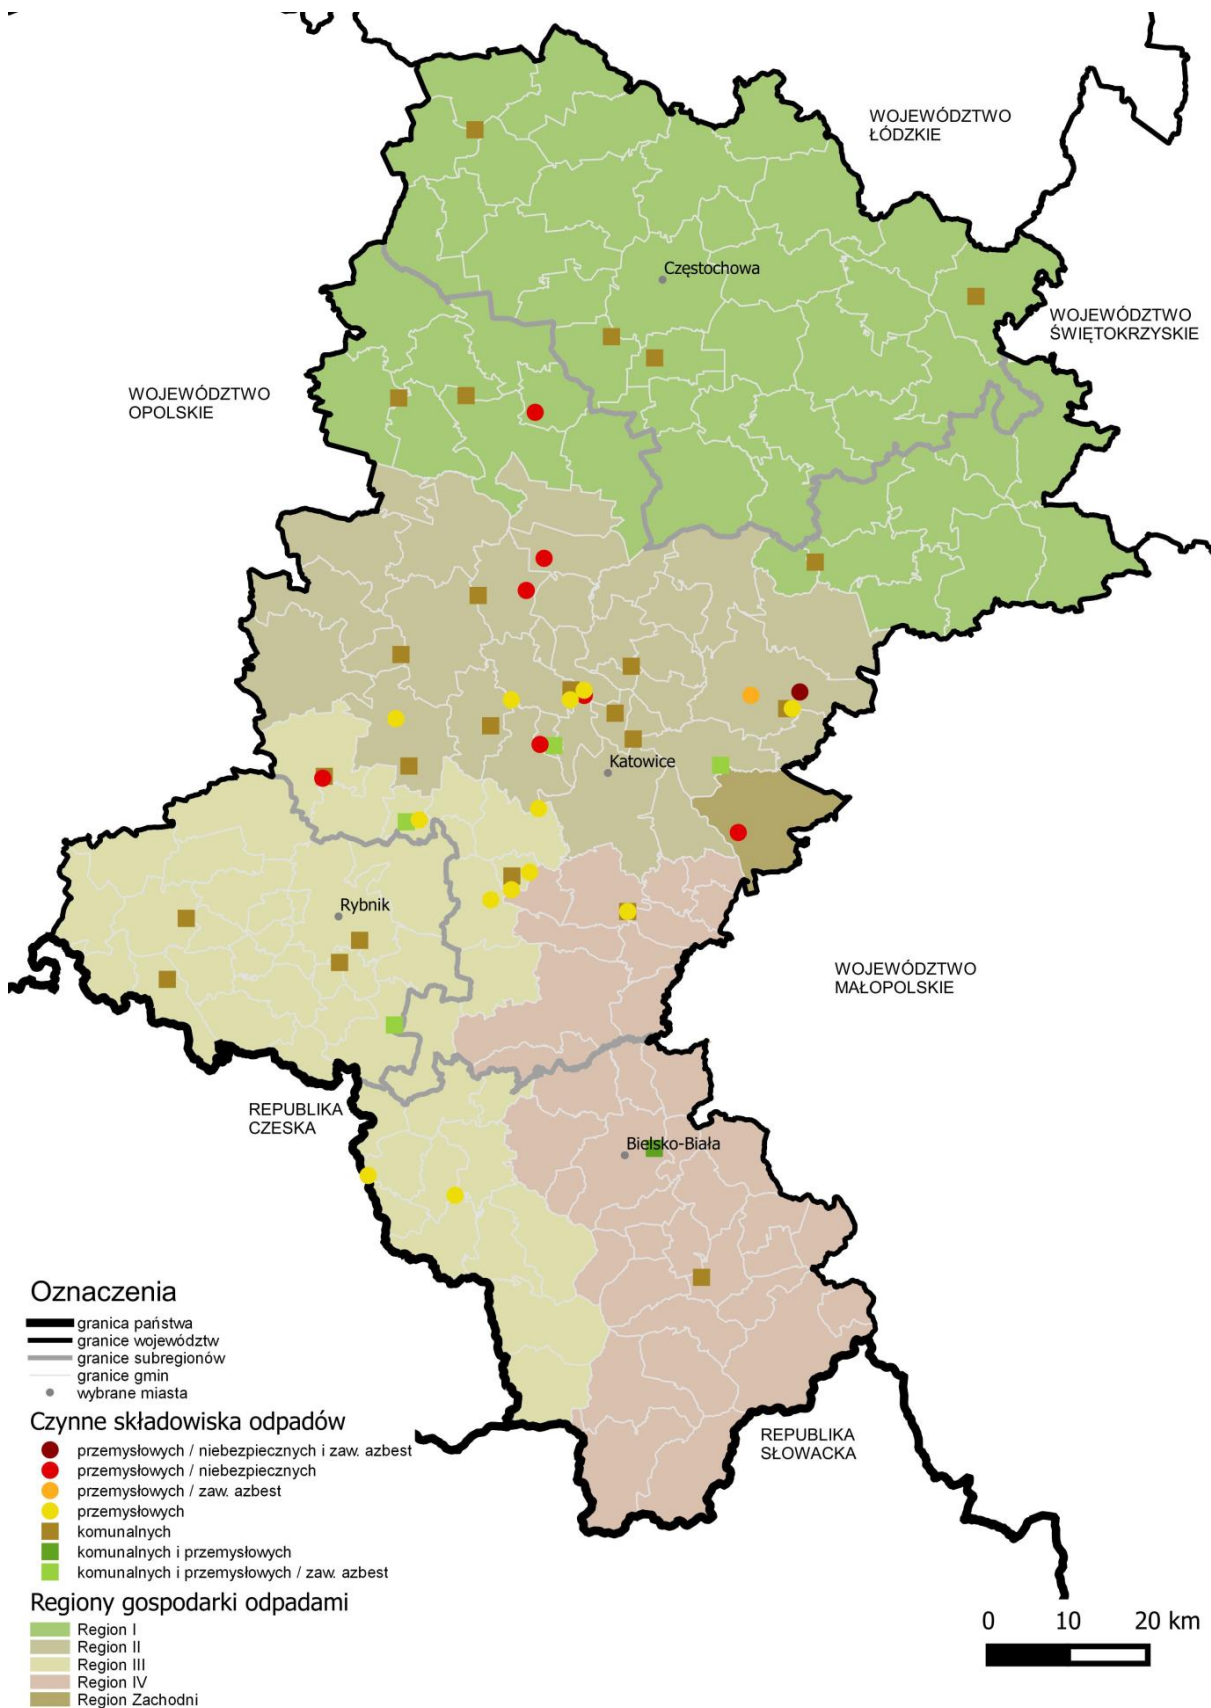 WOJEWÓDZTWO
ŁÓDZKIE
Częstochowa
WOJEWÓDZTWO
ŚWIĘTOKRZYSKIE
WOJEWÓDZTWO
OPOLSKIE
Katowice
Rybnik
WOJEWÓDZTWO
MAŁOPOLSKIE
REPUBLIKA
CZESKA
Bielsko-Biała
REPUBLIKA
SŁOWACKA
Oznaczenia
granica państwa
granice województw
granice subregionów
granice gmin
wybrane miasta
Czynne składowiska odpadów
przemysłowych / niebezpiecznych i zaw. azbest
przemysłowych / niebezpiecznych
przemysłowych / zaw. azbest
przemysłowych
komunalnych
komunalnych i przemysłowych
komunalnych i przemysłowych / zaw. azbest
Regiony gospodarki odpadami
Region I
Region II
Region III
Region IV
Region Zachodni
0 10 20 km